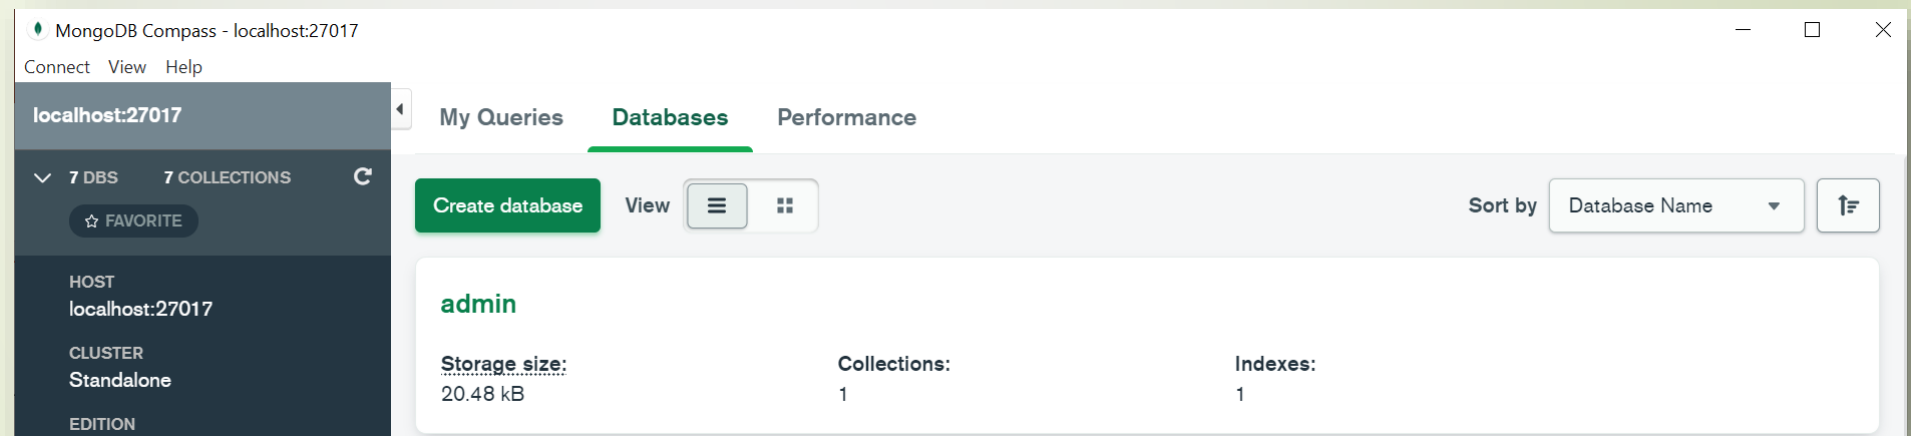 MongoDB Compass - localhost:27017
Connect View Help
localhost:27017
7 DBS 7 COLLECTIONS
FAVORITE
HOST
localhost:27017
CLUSTER
Standalone
EDITION
My Queries Databases Performance
Create database View Sort by Database Name
admin
Storage size: Collections: Indexes:
20.48 kB 1 1